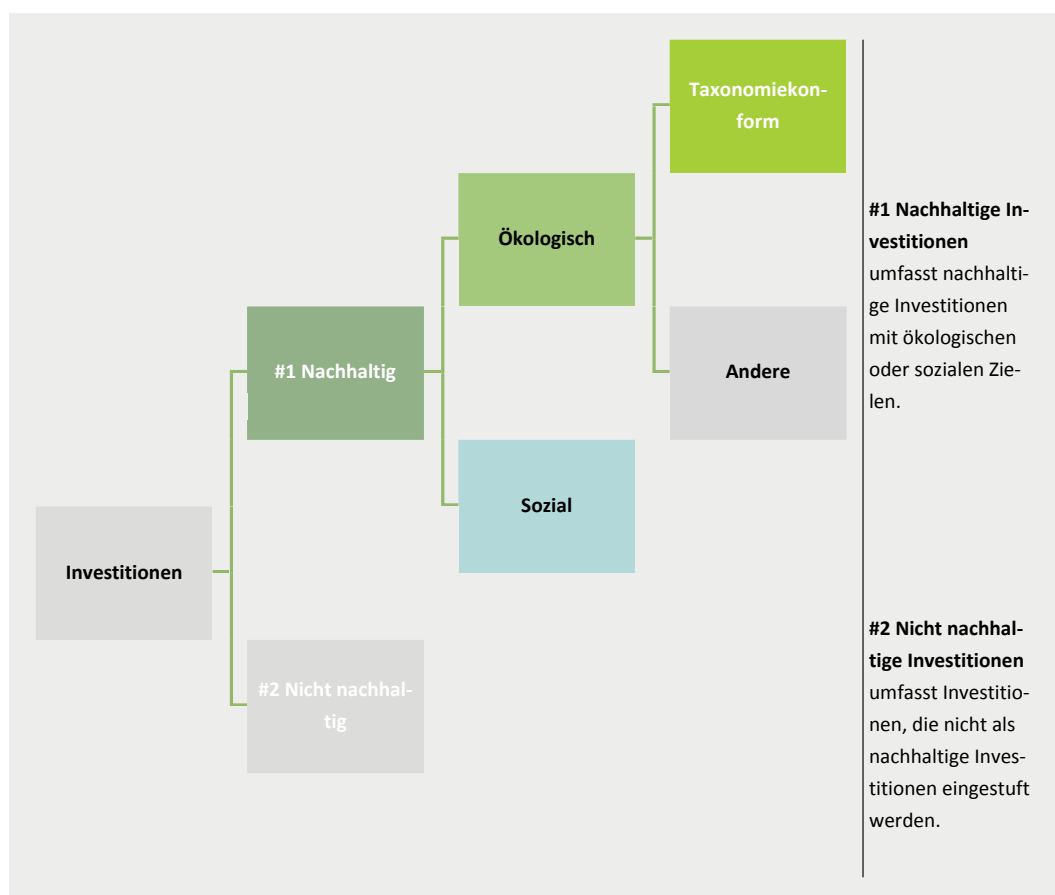 Taxonomiekon-
form
Ökologisch
#1 Nachhaltig
Andere
Sozial
Investitionen
#2 Nicht nachhal-
tig
#1 Nachhaltige In-
vestitionen
umfasst nachhalti-
ge Investitionen
mit ökologischen
oder sozialen Zie-
len.
#2 Nicht nachhal-
tige Investitionen
umfasst Investitio-
nen, die nicht als
nachhaltige Inves-
titionen eingestuft
werden.